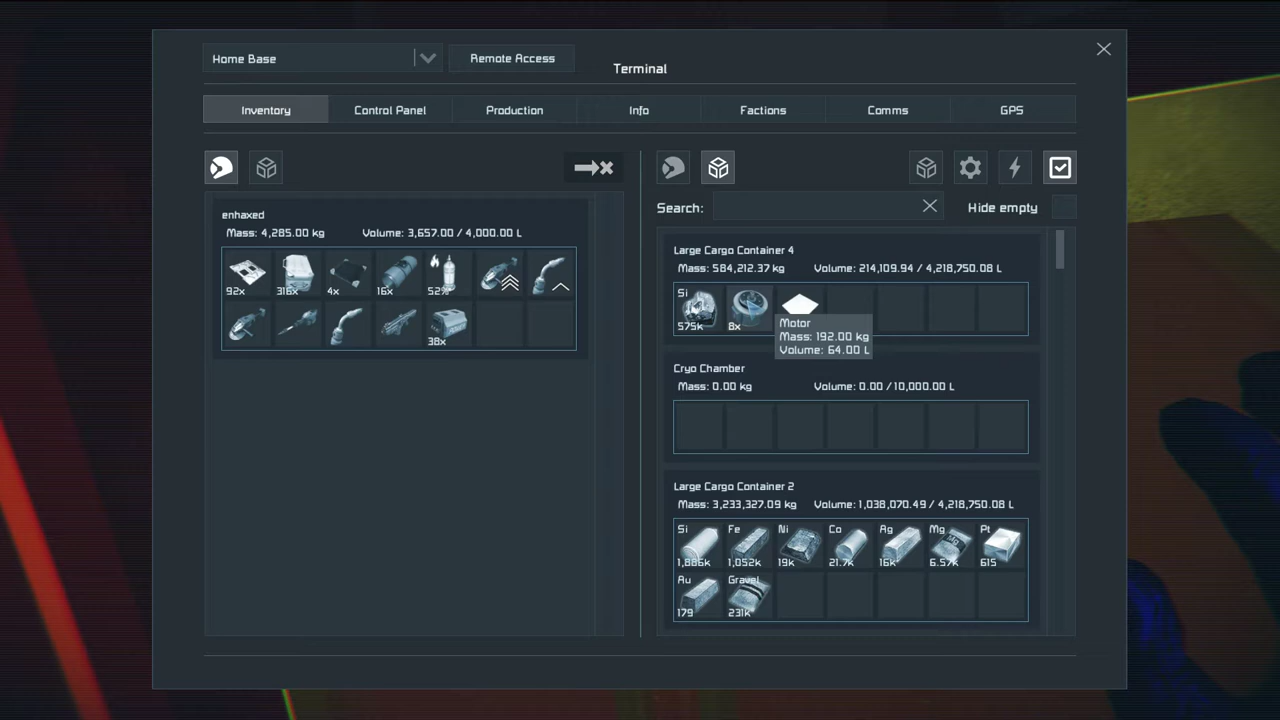 Home Base
Remote Access
Terminal
Inventory
Control Panel
Production
Info
Factions
Comms
GPS
Search:
Hide empty
enhaxed
Mass: 4,285.00 kg Volume: 3,657.00 / 4,000.00 L
92x 316x 4x 16x 52%
38x
Large Cargo Container 4
Mass: 584,212.37 kg Volume: 214,109.94 / 4,218,750.08 L
Si
575k 8x
Motor
Mass: 192.00 kg
Volume: 64.00 L
Cryo Chamber
Mass: 0.00 kg Volume: 0.00 / 10,000.00 L
Large Cargo Container 2
Mass: 3,233,327.09 kg Volume: 1,038,070.49 / 4,218,750.08 L
Si Fe Ni Co Ag Mg Pt
1,886k 1,052k 19k 21.7k 16k 6.57k 615
Au Gravel
179 231k